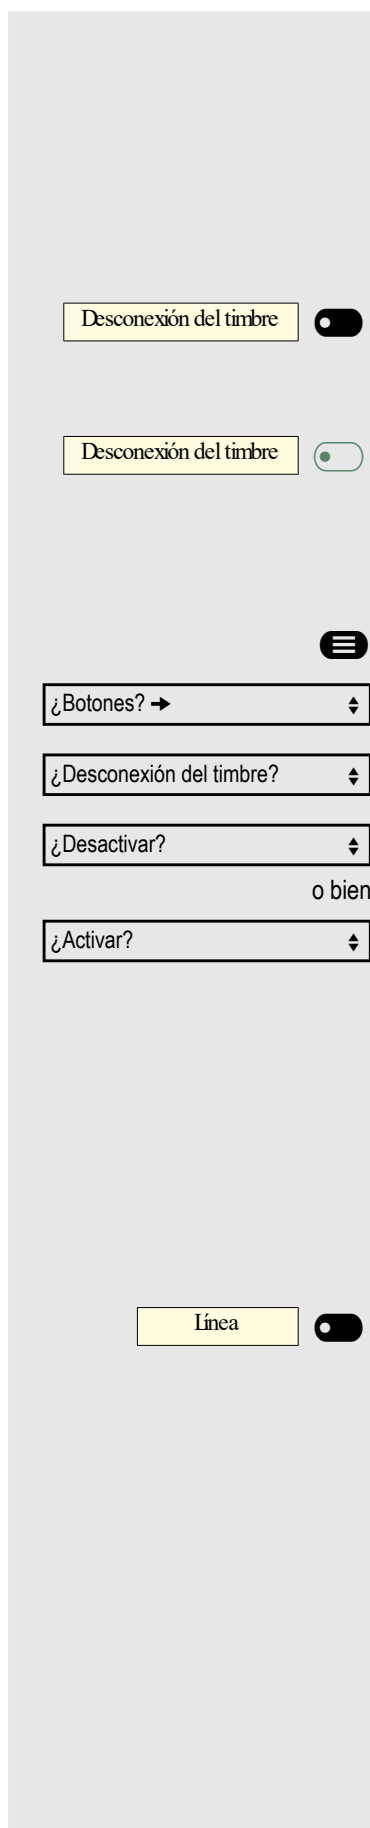 Desconexión del timbre
Desconexión del timbre
¿Botones? ➔
¿Desconexión del timbre?
¿Desactivar?
o bien
¿Activar?
Línea